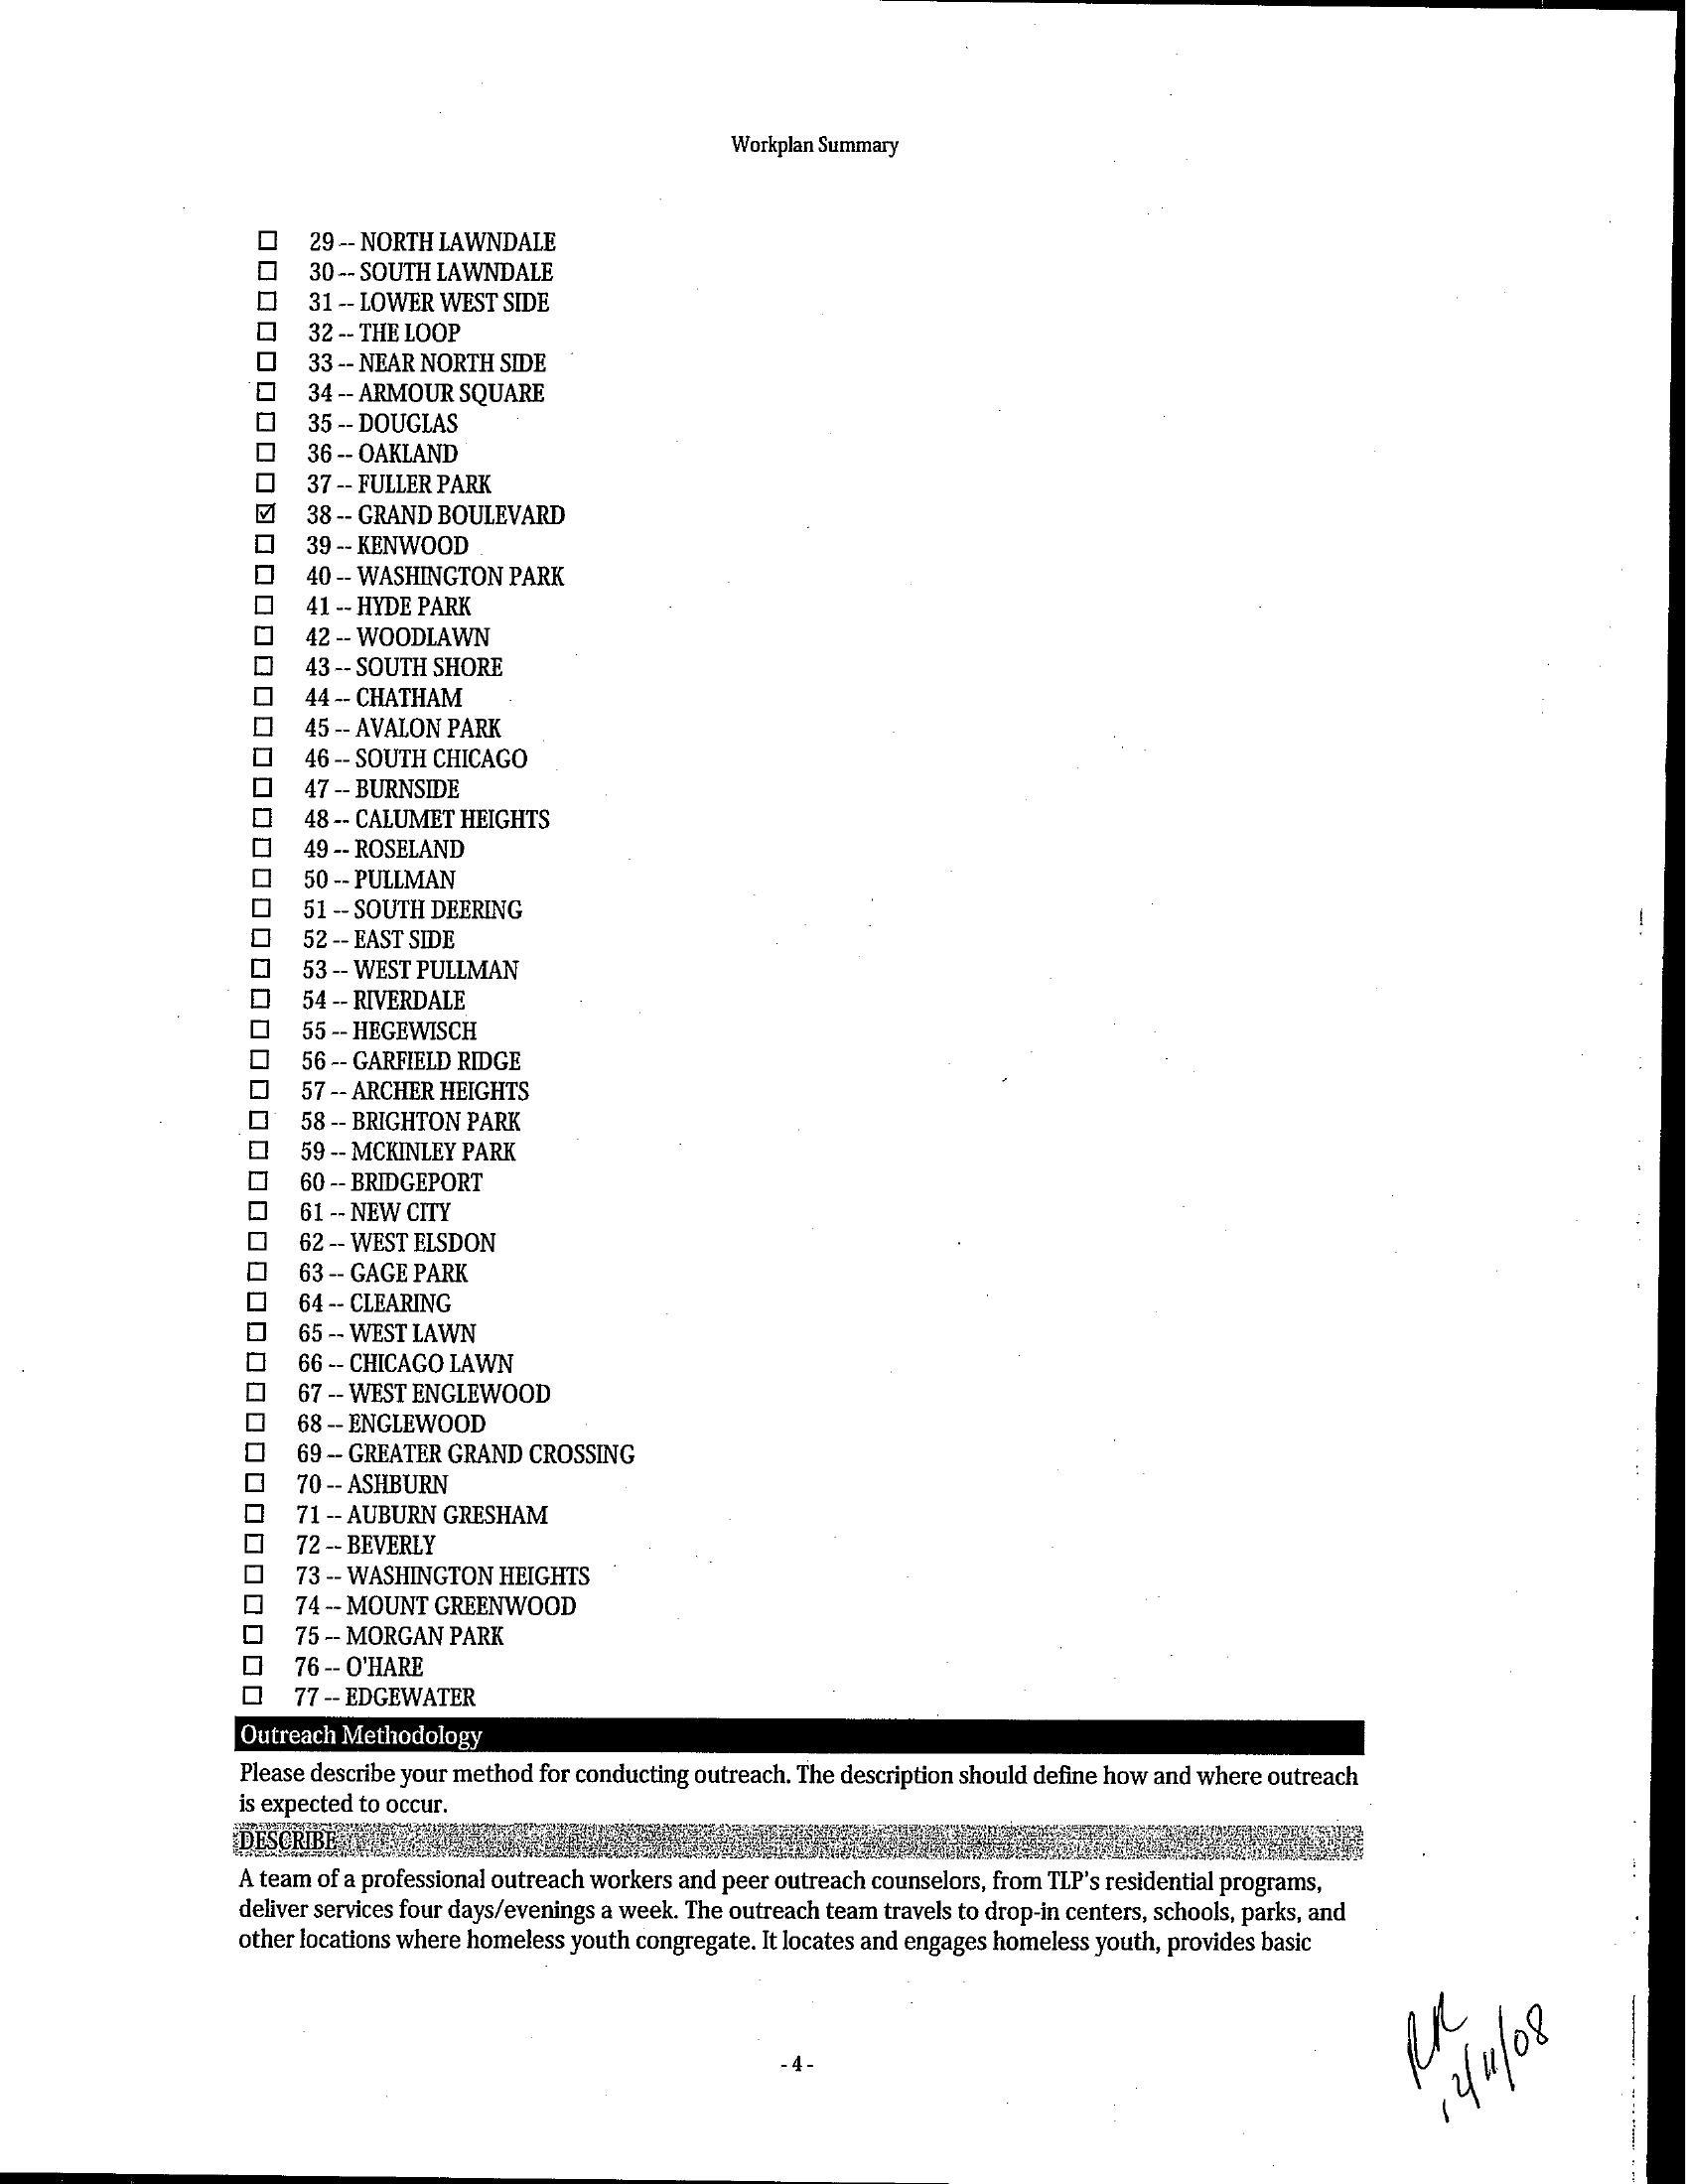 Workplan Summary
☐ 29 -- NORTH LAWNDALE
☐ 30 -- SOUTH LAWNDALE
☐ 31 -- LOWER WEST SIDE
☐ 32 -- THE LOOP
☐ 33 -- NEAR NORTH SIDE
☐ 34 -- ARMOUR SQUARE
☐ 35 -- DOUGLAS
☐ 36 -- OAKLAND
☐ 37 -- FULLER PARK
☑ 38 -- GRAND BOULEVARD
☐ 39 -- KENWOOD
☐ 40 -- WASHINGTON PARK
☐ 41 -- HYDE PARK
☐ 42 -- WOODLAWN
☐ 43 -- SOUTH SHORE
☐ 44 -- CHATHAM
☐ 45 -- AVALON PARK
☐ 46 -- SOUTH CHICAGO
☐ 47 -- BURNSIDE
☐ 48 -- CALUMET HEIGHTS
☐ 49 -- ROSELAND
☐ 50 -- PULLMAN
☐ 51 -- SOUTH DEERING
☐ 52 -- EAST SIDE
☐ 53 -- WEST PULLMAN
☐ 54 -- RIVERDALE
☐ 55 -- HEGEWISCH
☐ 56 -- GARFIELD RIDGE
☐ 57 -- ARCHER HEIGHTS
☐ 58 -- BRIGHTON PARK
☐ 59 -- MCKINLEY PARK
☐ 60 -- BRIDGEPORT
☐ 61 -- NEW CITY
☐ 62 -- WEST ELSDON
☐ 63 -- GAGE PARK
☐ 64 -- CLEARING
☐ 65 -- WEST LAWN
☐ 66 -- CHICAGO LAWN
☐ 67 -- WEST ENGLEWOOD
☐ 68 -- ENGLEWOOD
☐ 69 -- GREATER GRAND CROSSING
☐ 70 -- ASHBURN
☐ 71 -- AUBURN GRESHAM
☐ 72 -- BEVERLY
☐ 73 -- WASHINGTON HEIGHTS
☐ 74 -- MOUNT GREENWOOD
☐ 75 -- MORGAN PARK
☐ 76 -- O'HARE
☐ 77 -- EDGEWATER
Outreach Methodology
Please describe your method for conducting outreach. The description should define how and where outreach
is expected to occur.
DESCRIBE
A team of a professional outreach workers and peer outreach counselors, from TLP's residential programs,
deliver services four days/evenings a week. The outreach team travels to drop-in centers, schools, parks, and
other locations where homeless youth congregate. It locates and engages homeless youth, provides basic
- 4 -
RR
12/11/08